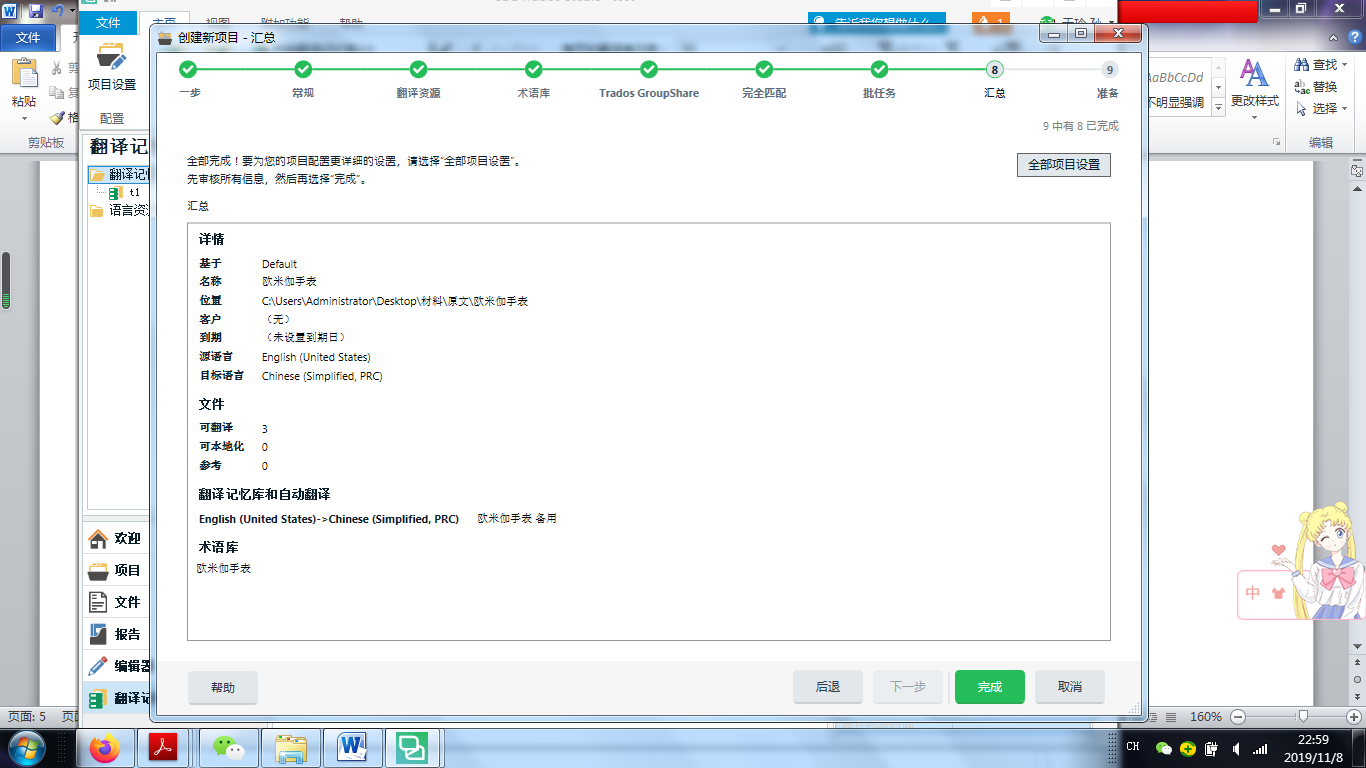 文件
文件
主页
视图
附加功能
帮助
告诉我您想做什么
1
创建新项目 - 汇总
一步
常规
翻译资源
术语库
Trados GroupShare
完全匹配
批任务
8
汇总
9
准备
9 中有 8 已完成
全部完成！要为您的项目配置更详细的设置，请选择"全部项目设置"。
先审核所有信息，然后再选择"完成"。
全部项目设置
汇总
详情
基于 Default
名称 欧米伽手表
位置 C:\Users\Administrator\Desktop\材料\原文\欧米伽手表
客户 （无）
到期 （未设置到期日）
源语言 English (United States)
目标语言 Chinese (Simplified, PRC)
文件
可翻译 3
可本地化 0
参考 0
翻译记忆库和自动翻译
English (United States)->Chinese (Simplified, PRC) 欧米伽手表 备用
术语库
欧米伽手表
帮助
后退
下一步
完成
取消
粘贴
剪贴板
项目设置
配置
翻译记忆
翻译记忆
t1
语言资源
欢迎
项目
文件
报告
编辑器
翻译记
AaBbCcDd
不明显强调
更改样式
查找
替换
选择
编辑
中
页面: 5
160%
CH
22:59
2019/11/8